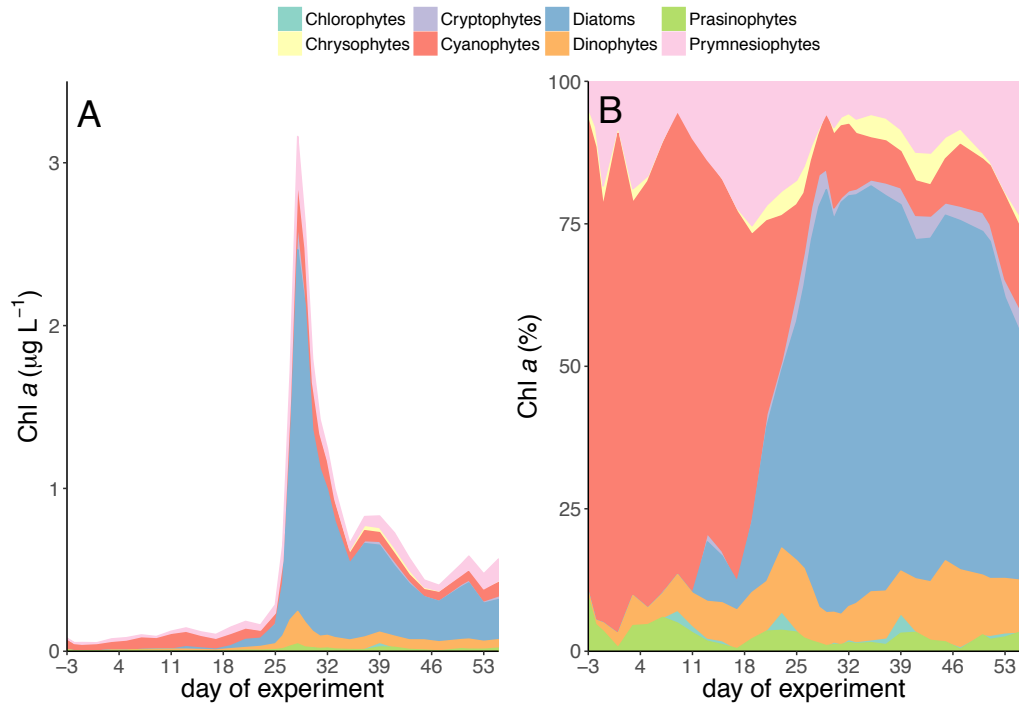 Chlorophytes Cryptophytes Diatoms Prasinophytes
Chrysophytes Cyanophytes Dinophytes Prymnesiophytes
A
3
2
1
0
Chl a (μg L⁻¹)
−3 4 11 18 25 32 39 46 53
day of experiment
B
100
75
50
25
0
Chl a (%)
−3 4 11 18 25 32 39 46 53
day of experiment